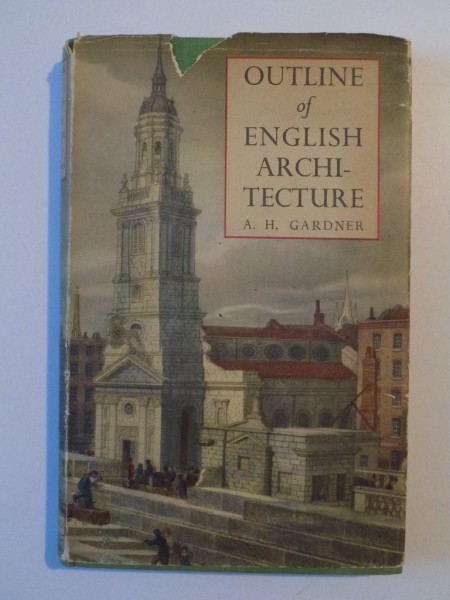 OUTLINE
of
ENGLISH
ARCHI-
TECTURE
A. H. GARDNER